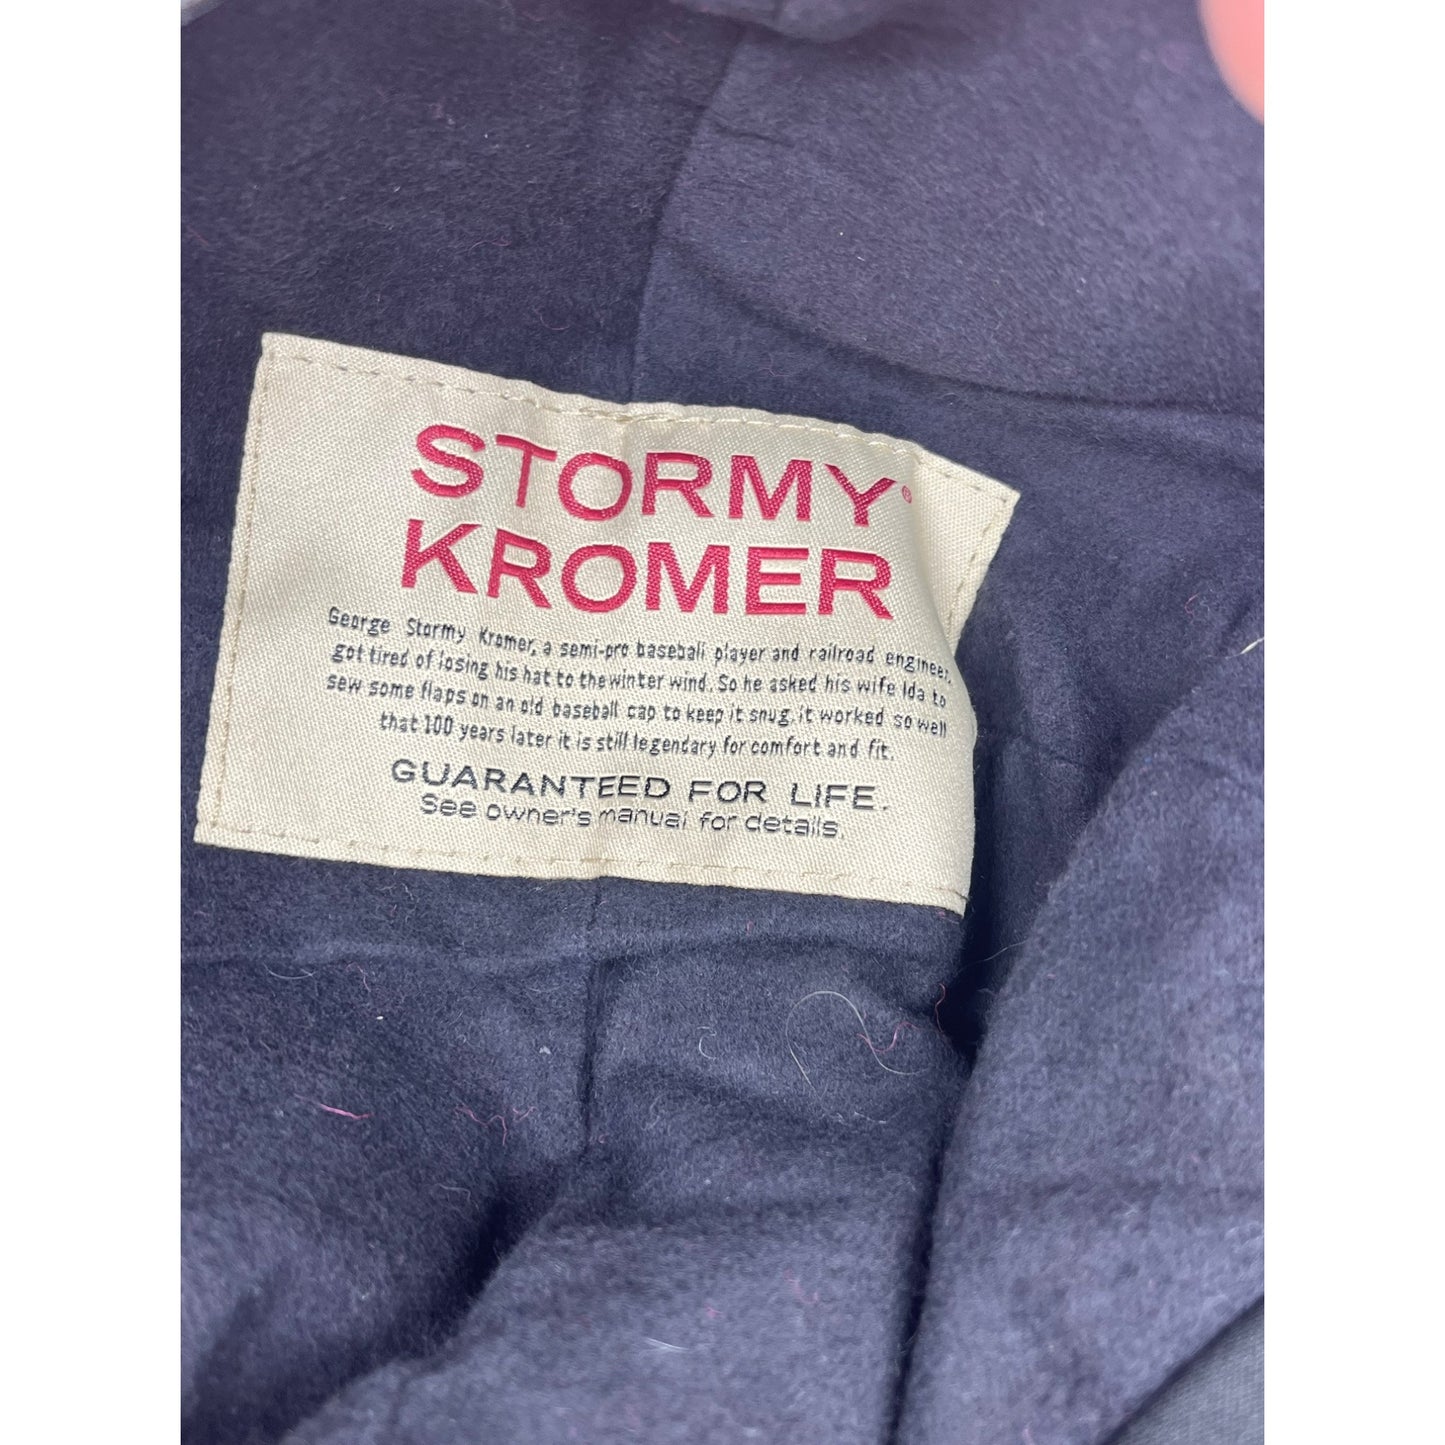 STORMY®
KROMER
George Stormy Kromer, a semi-pro baseball player and railroad engineer,
got tired of losing his hat to the winter wind. So he asked his wife Ida to
sew some flaps on an old baseball cap to keep it snug. it worked so well
that 100 years later it is still legendary for comfort and fit.
GUARANTEED FOR LIFE.
See owner's manual for details.